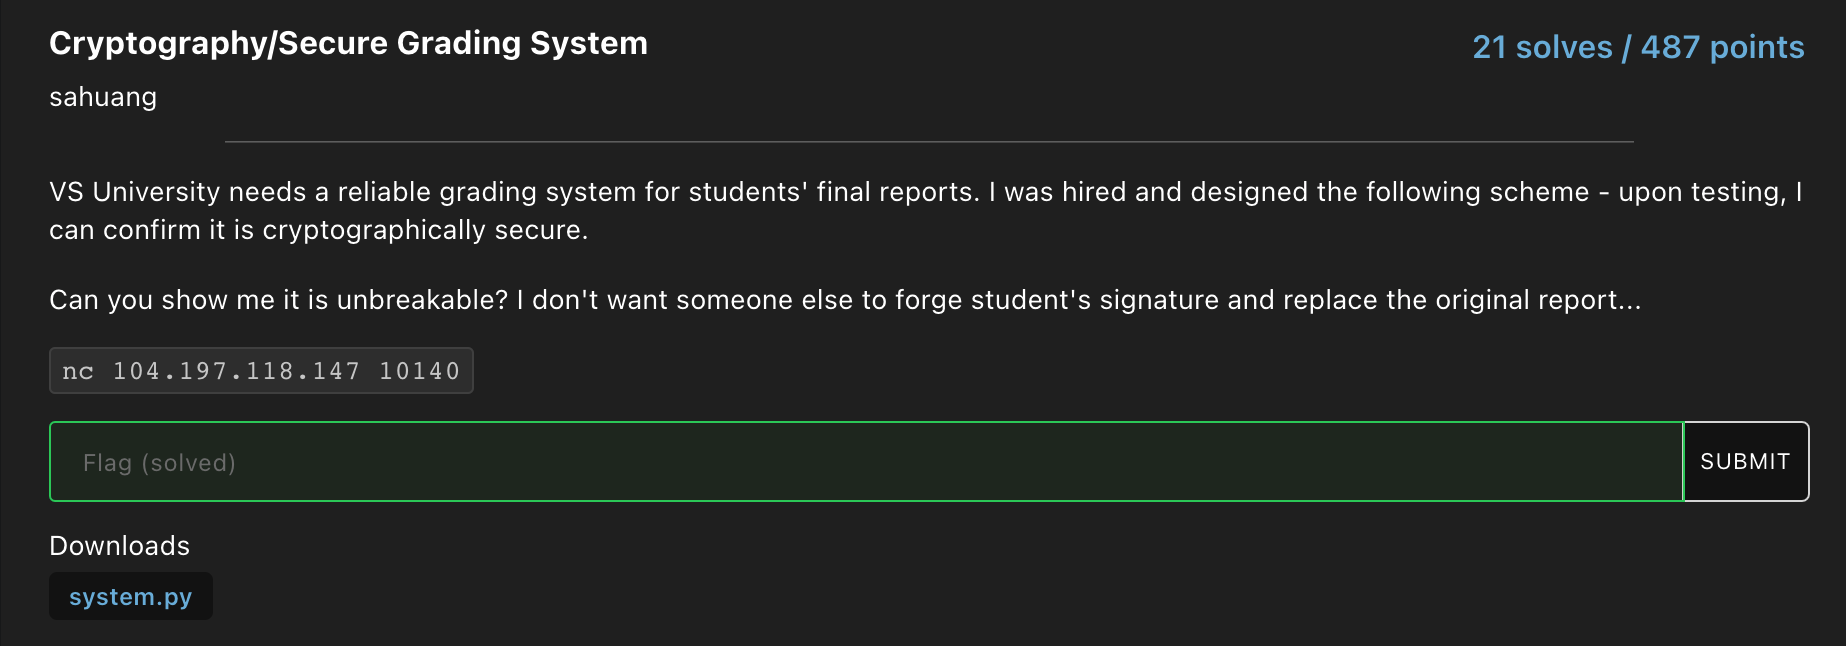 Cryptography/Secure Grading System
21 solves / 487 points
sahuang
VS University needs a reliable grading system for students' final reports. I was hired and designed the following scheme - upon testing, I
can confirm it is cryptographically secure.
Can you show me it is unbreakable? I don't want someone else to forge student's signature and replace the original report...
nc 104.197.118.147 10140
Flag (solved)
SUBMIT
Downloads
system.py